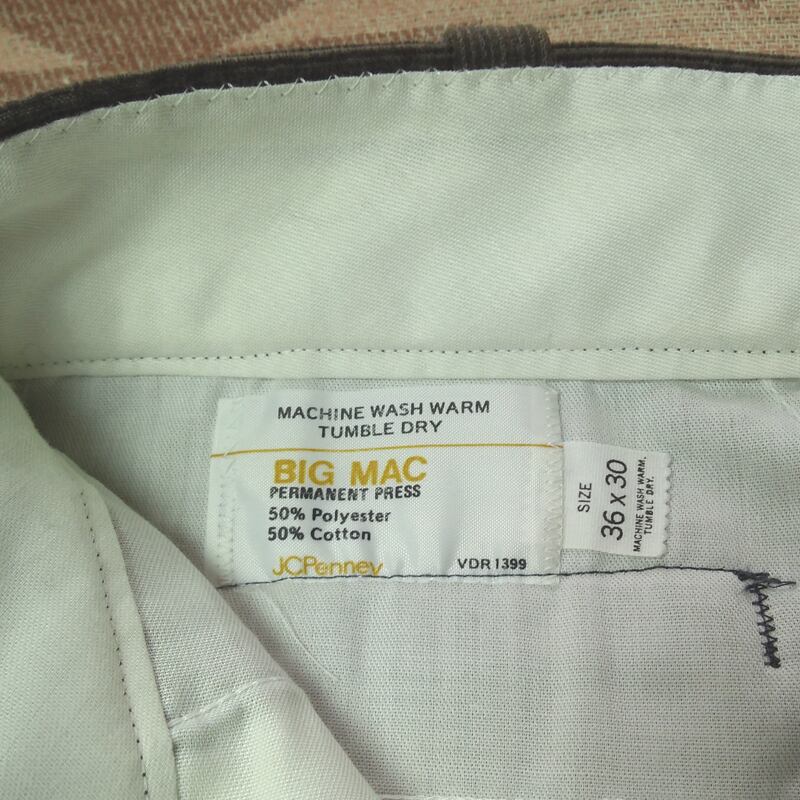 MACHINE WASH WARM
TUMBLE DRY
BIG MAC
PERMANENT PRESS
50% Polyester
50% Cotton
JCPenney
VDR 1399
SIZE
36 x 30
MACHINE WASH WARM.
TUMBLE DRY.